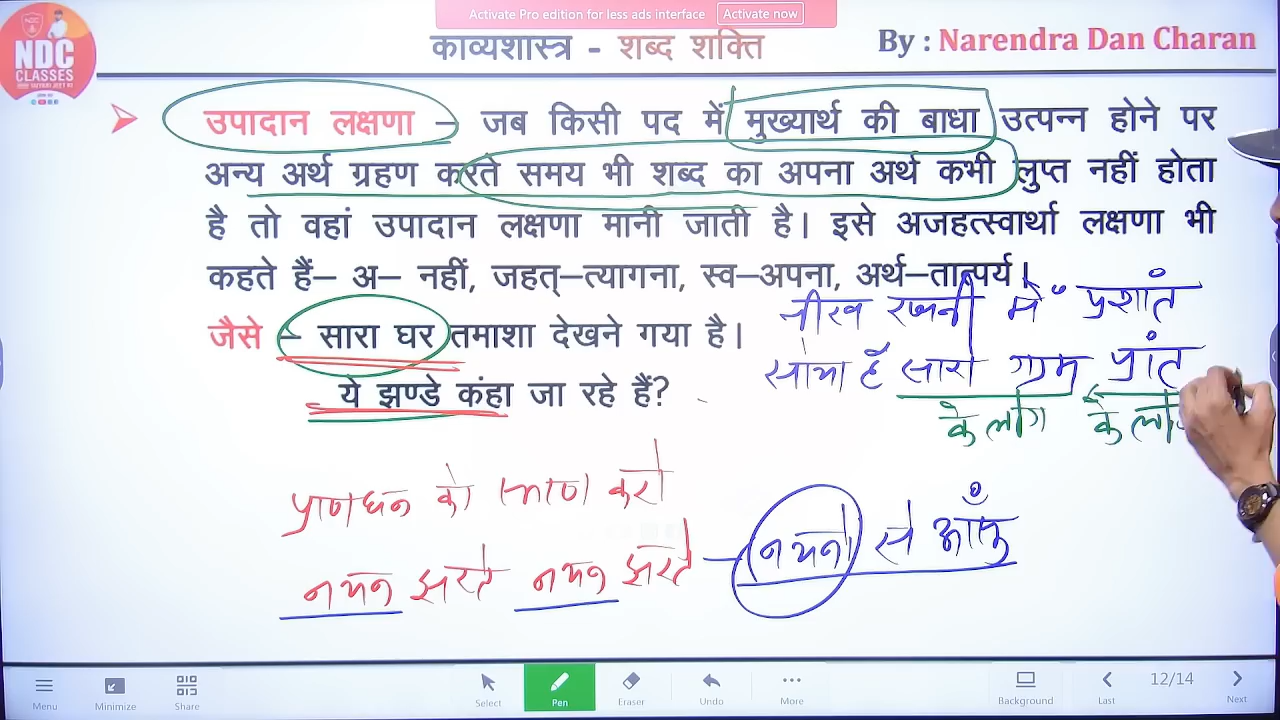 Activate Pro edition for less ads interface Activate now
NDC
CLASSES
काव्यशास्त्र - शब्द शक्ति
By : Narendra Dan Charan
➤ उपादान लक्षणा – जब किसी पद में मुख्यार्थ की बाधा उत्पन्न होने पर
अन्य अर्थ ग्रहण करते समय भी शब्द का अपना अर्थ कभी लुप्त नहीं होता
है तो वहां उपादान लक्षणा मानी जाती है। इसे अजहत्स्वार्था लक्षणा भी
कहते हैं– अ– नहीं, जहत्–त्यागना, स्व–अपना, अर्थ–तात्पर्य।
जैसे – सारा घर तमाशा देखने गया है।
ये झण्डे कंहा जा रहे हैं?
नीरव रजनी में प्रशांत
सोया है सारा ग्राम प्रांत
के लोग के लो
प्राणधन को स्मरण करते
नयन झरते नयन झरते – नयनों से आँसु
Menu Minimize Share Select Pen Eraser Undo More Background Last 12/14 Next